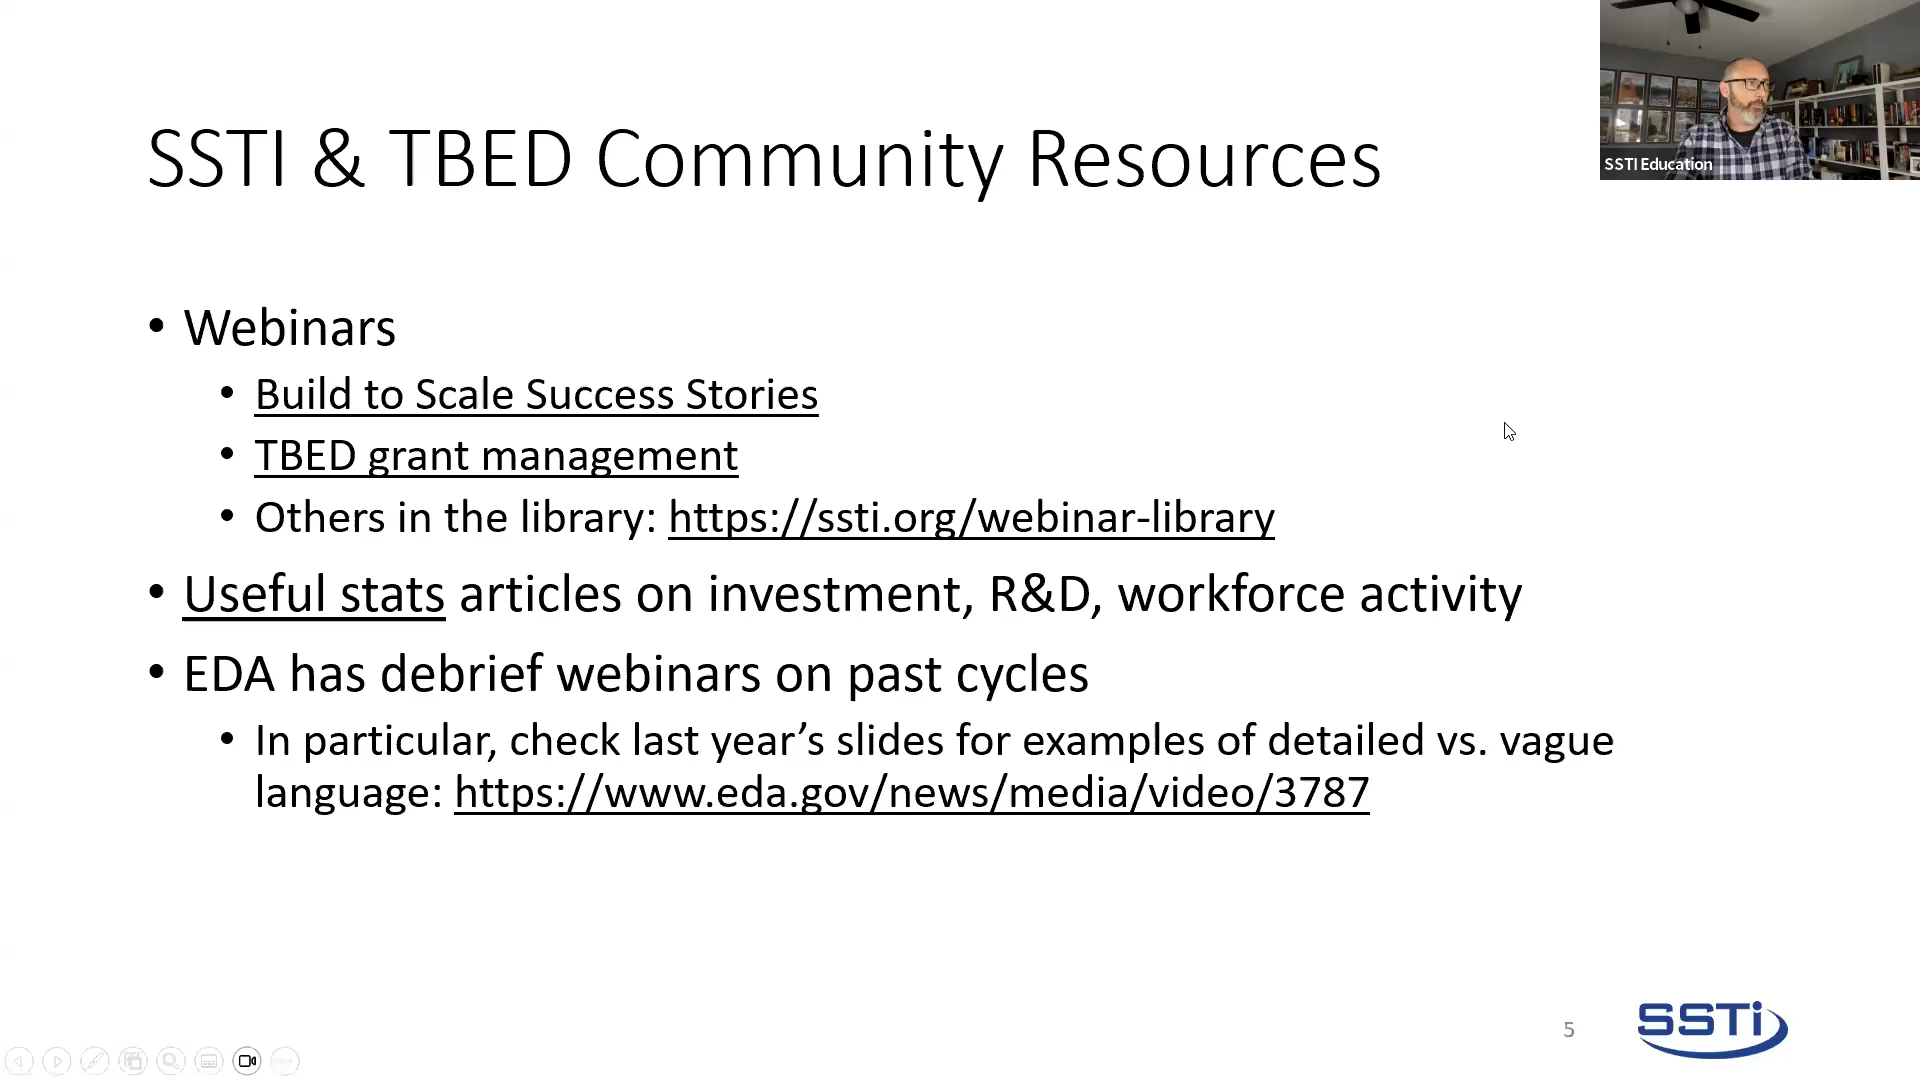 SSTI & TBED Community Resources
SSTI Education
• Webinars
• Build to Scale Success Stories
• TBED grant management
• Others in the library: https://ssti.org/webinar-library
• Useful stats articles on investment, R&D, workforce activity
• EDA has debrief webinars on past cycles
• In particular, check last year’s slides for examples of detailed vs. vague
language: https://www.eda.gov/news/media/video/3787
5
SSTi